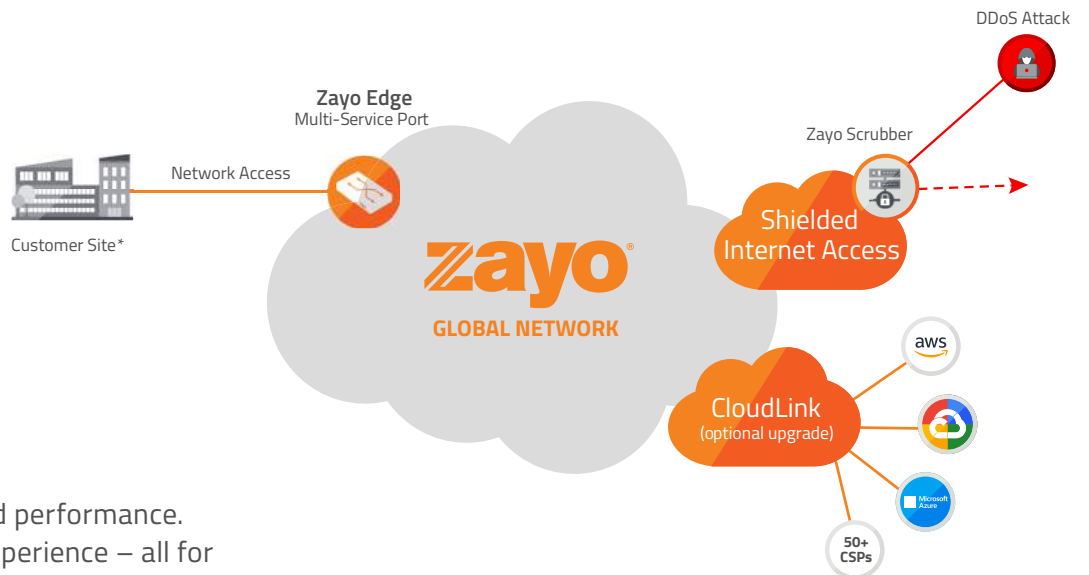 DDoS Attack
Zayo Edge
Multi-Service Port
Zayo Scrubber
Network Access
Customer Site*
Shielded
Internet Access
zayo®
GLOBAL NETWORK
aws
CloudLink
(optional upgrade)
Microsoft
Azure
50+
CSPs
d performance.
perience – all for